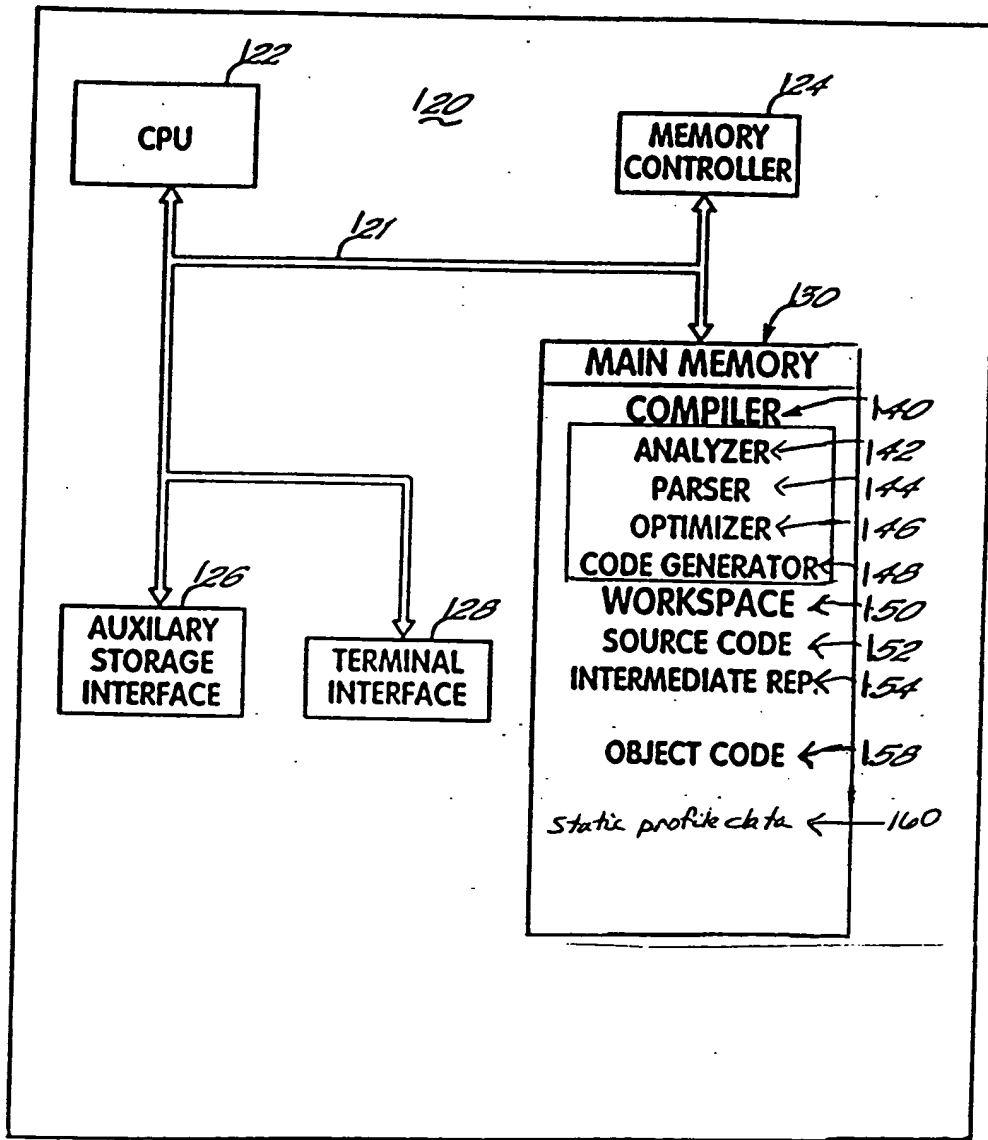 122
CPU
120
124
MEMORY
CONTROLLER
121
130
MAIN MEMORY
COMPILER 140
ANALYZER 142
PARSER 144
OPTIMIZER 146
CODE GENERATOR 148
WORKSPACE 150
SOURCE CODE 152
INTERMEDIATE REP. 154
OBJECT CODE 158
Static profile data 160
126
AUXILARY
STORAGE
INTERFACE
128
TERMINAL
INTERFACE